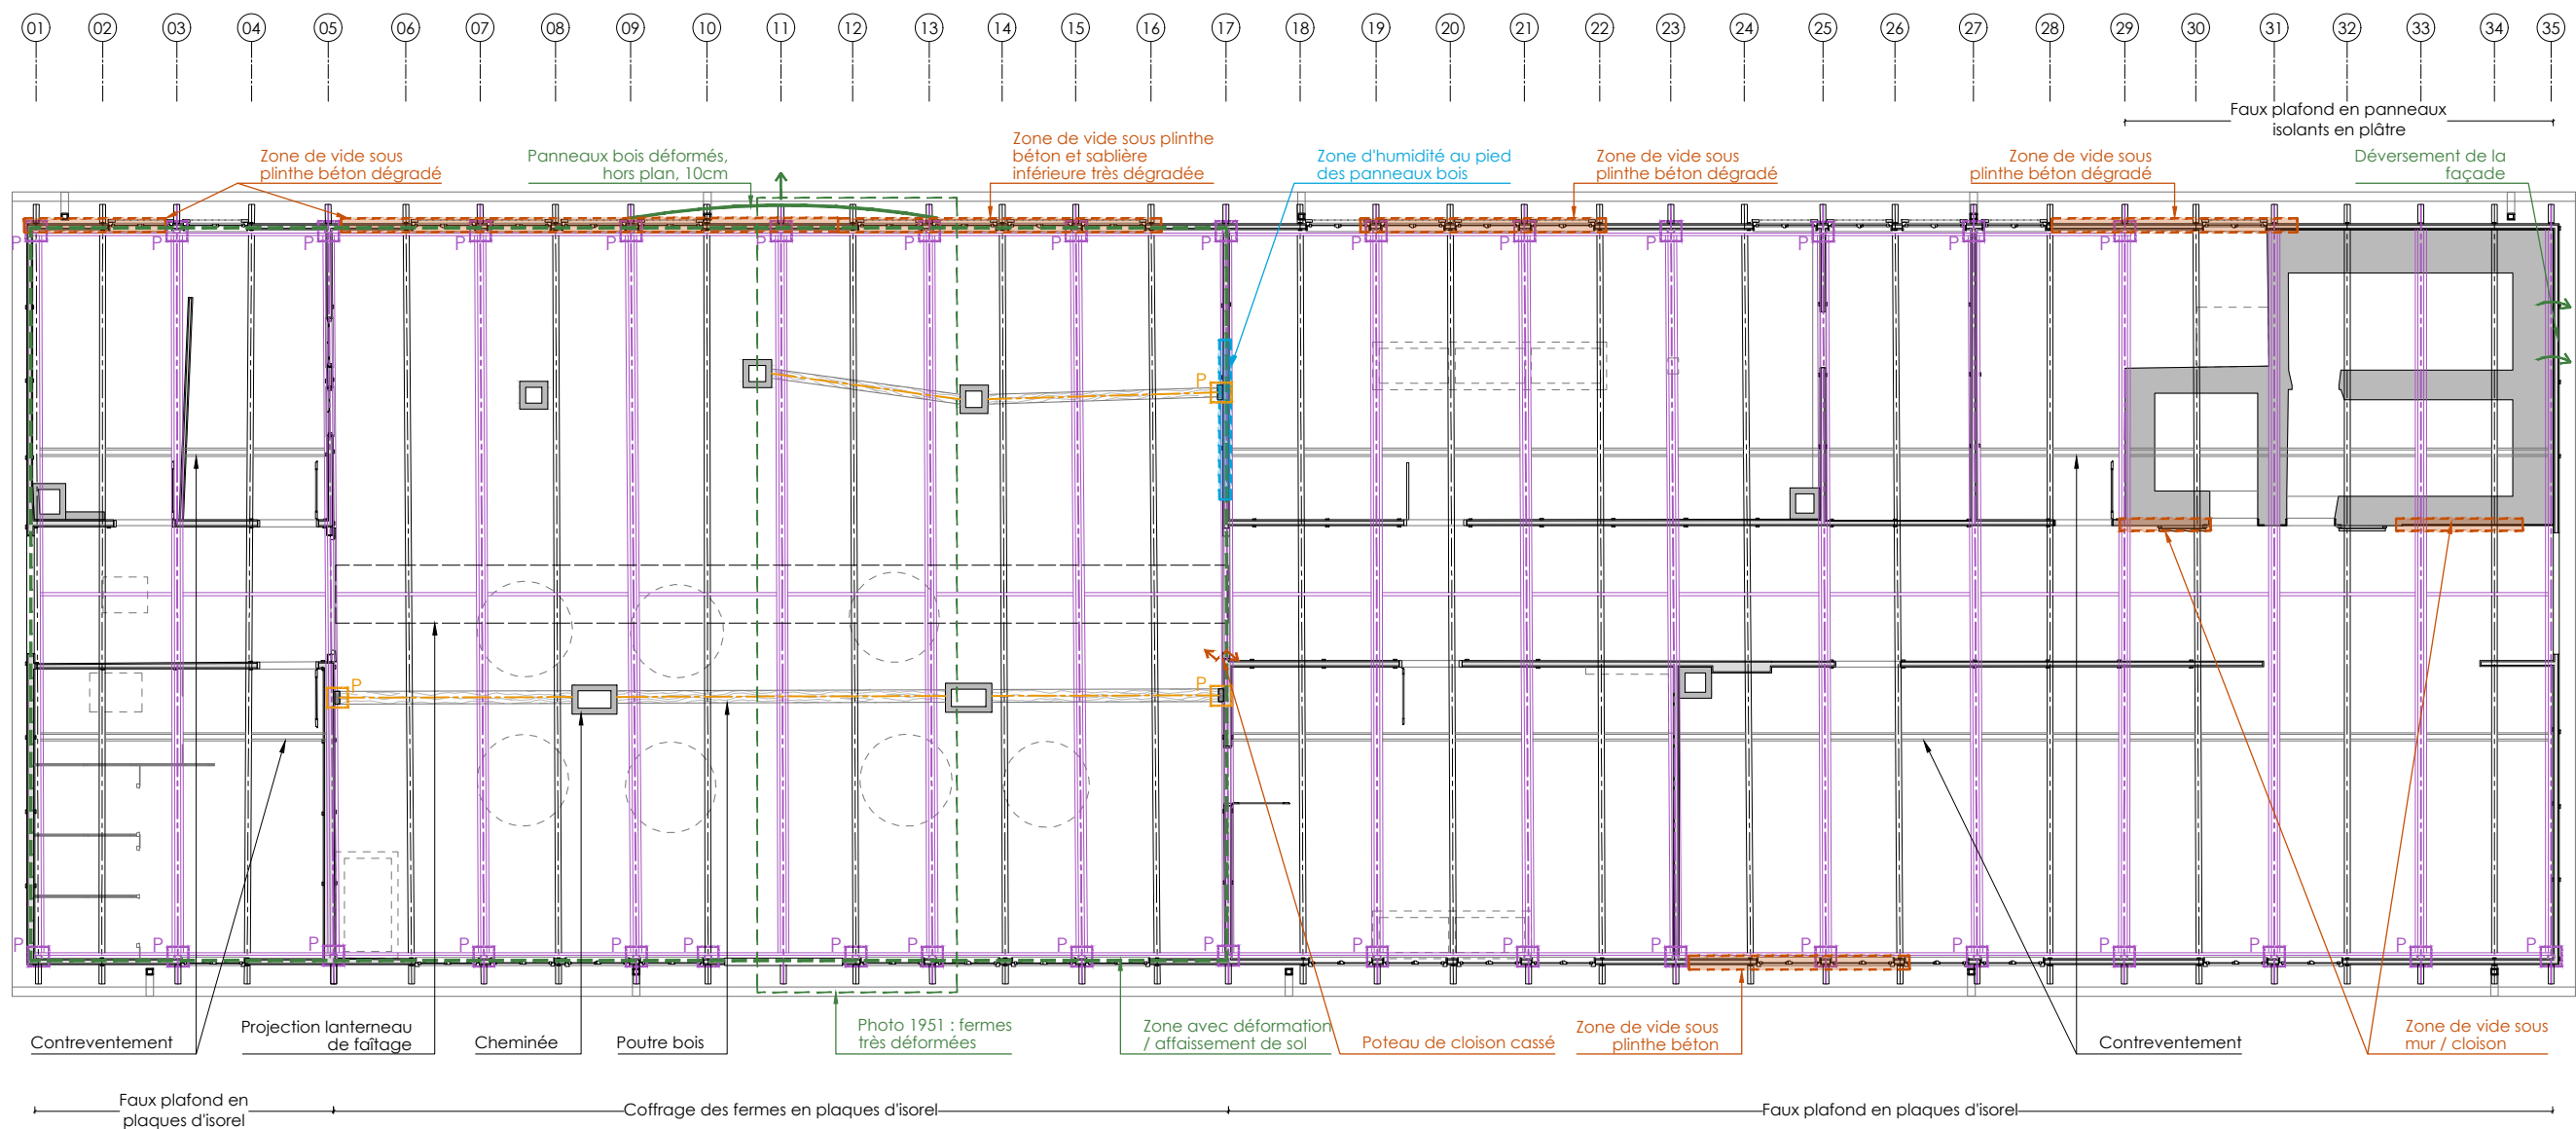 01 02 03 04 05 06 07 08 09 10 11 12 13 14 15 16 17 18 19 20 21 22 23 24 25 26 27 28 29 30 31 32 33 34 35
Faux plafond en panneaux
isolants en plâtre
Zone de vide sous
plinthe béton dégradé
Panneaux bois déformés,
hors plan, 10cm
Zone de vide sous plinthe
béton et sablière
inférieure très dégradée
Zone d'humidité au pied
des panneaux bois
Zone de vide sous
plinthe béton dégradé
Zone de vide sous
plinthe béton dégradé
Déversement de la
façade
P P P P P P P P P P P P P P P
P
P P
P P P P P P P P P P P P P P P P P P
Contreventement
Projection lanterneau
de faîtage
Cheminée
Poutre bois
Photo 1951 : fermes
très déformées
Zone avec déformation
/ affaissement de sol
Poteau de cloison cassé
Zone de vide sous
plinthe béton
Contreventement
Zone de vide sous
mur / cloison
Faux plafond en
plaques d'isorel
Coffrage des fermes en plaques d'isorel
Faux plafond en plaques d'isorel